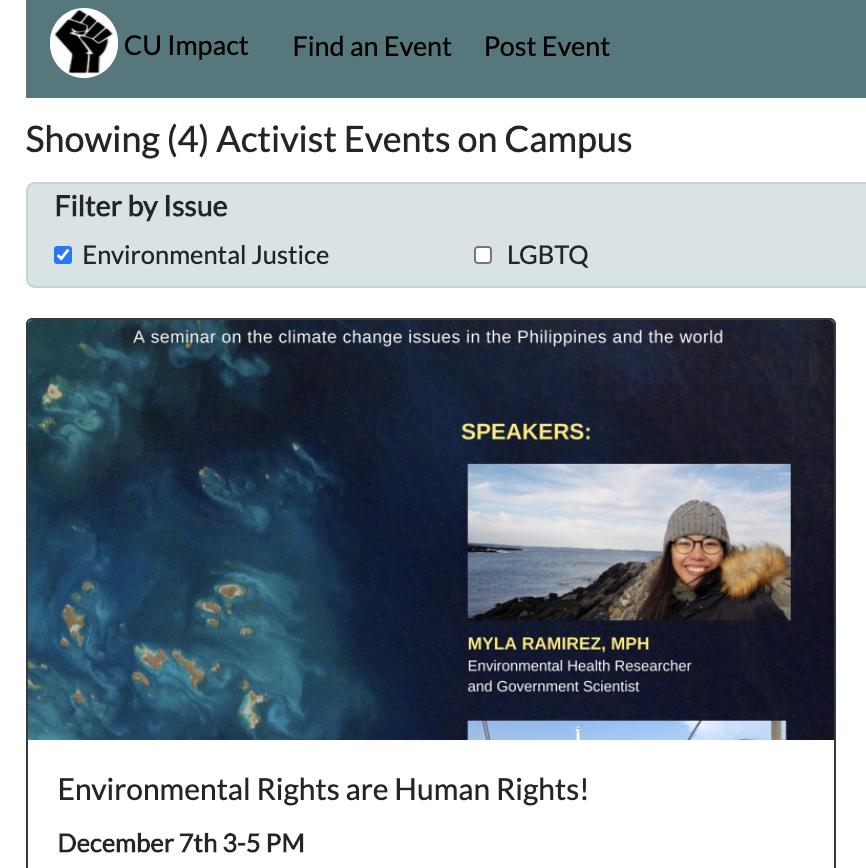 CU Impact Find an Event Post Event
Showing (4) Activist Events on Campus
Filter by Issue
Environmental Justice LGBTQ
A seminar on the climate change issues in the Philippines and the world
SPEAKERS:
MYLA RAMIREZ, MPH
Environmental Health Researcher
and Government Scientist
Environmental Rights are Human Rights!
December 7th 3-5 PM